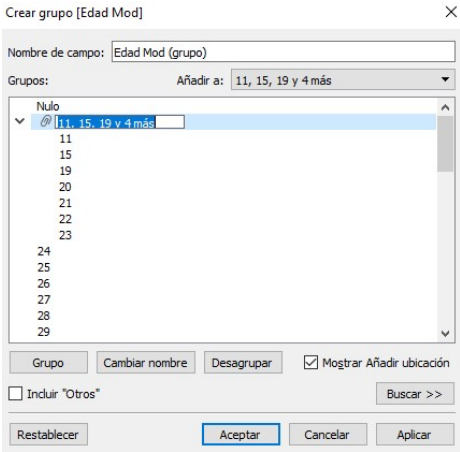 Crear grupo [Edad Mod]
Nombre de campo: Edad Mod (grupo)
Grupos: Añadir a: 11, 15, 19 y 4 más
Nulo
11, 15, 19 y 4 más
11
15
19
20
21
22
23
24
25
26
27
28
29
Grupo Cambiar nombre Desagrupar Mostrar Añadir ubicación
Incluir "Otros" Buscar >>
Restablecer Aceptar Cancelar Aplicar